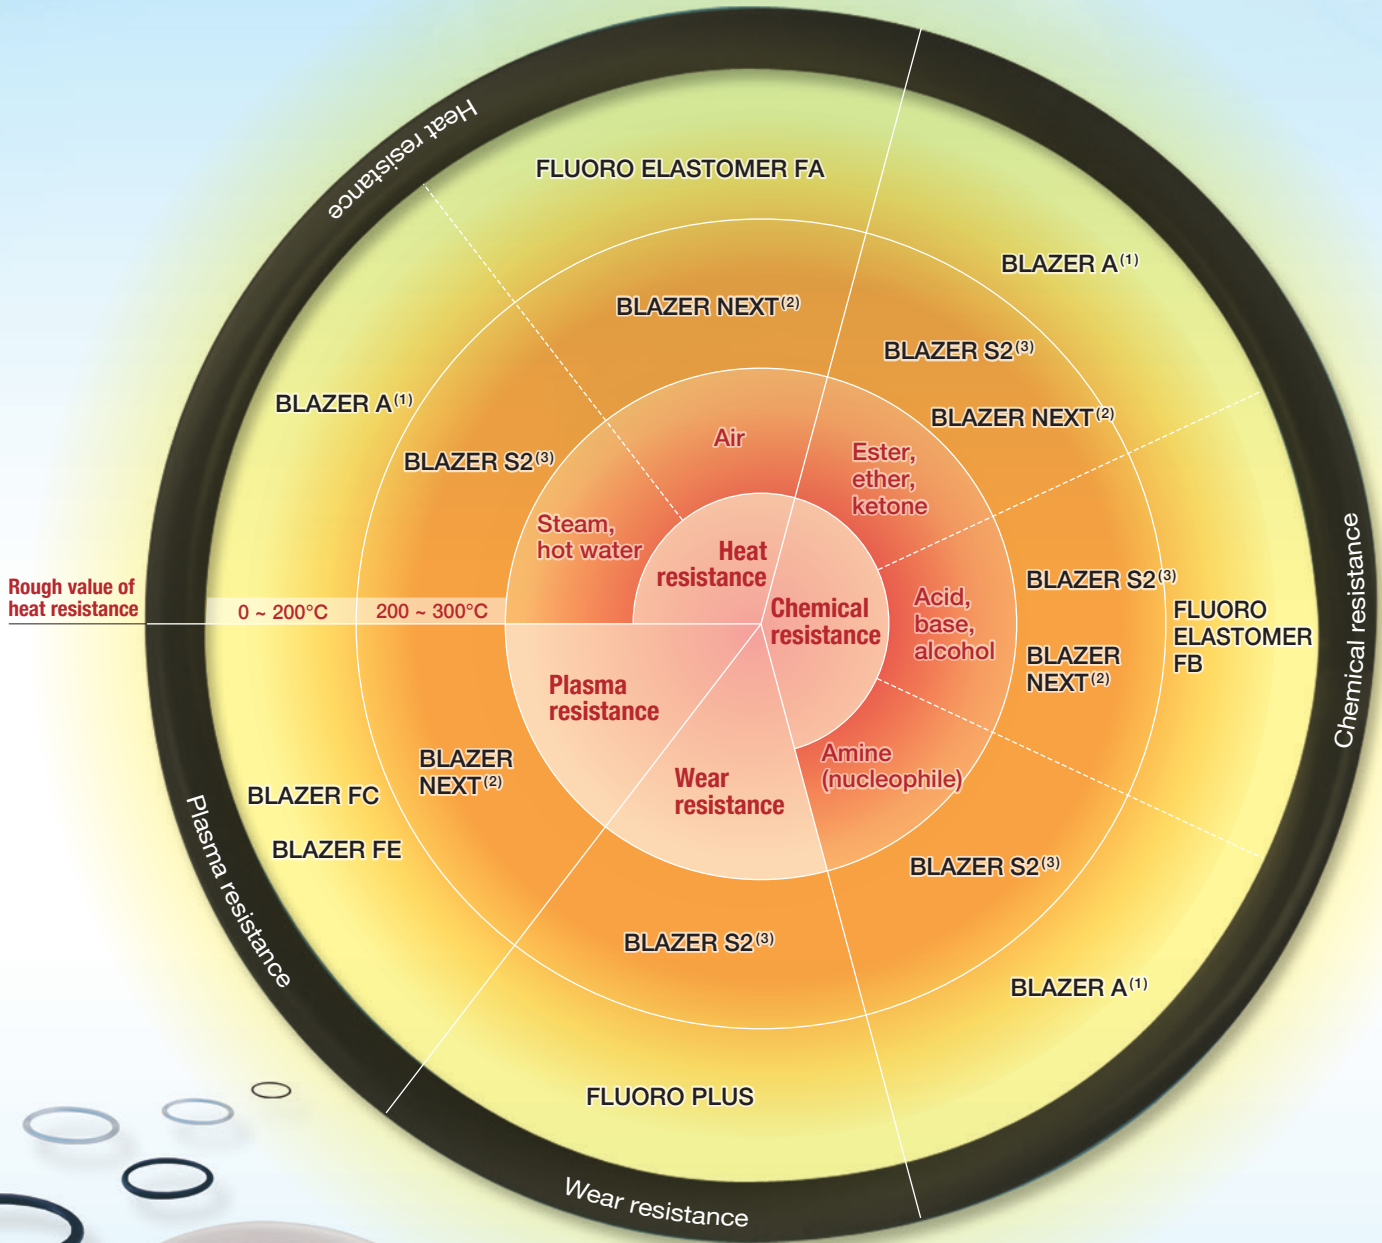 Heat resistance
FLUORO ELASTOMER FA
BLAZER A(1)
BLAZER NEXT(2)
BLAZER S2(3)
BLAZER A(1)
BLAZER NEXT(2)
Air
Ester,
ether,
ketone
BLAZER S2(3)
Steam,
hot water
Heat
resistance
Chemical
resistance
Acid,
base,
alcohol
BLAZER S2(3)
BLAZER
NEXT(2)
FLUORO
ELASTOMER
FB
Chemical resistance
Rough value of
heat resistance
0 ~ 200°C
200 ~ 300°C
Plasma
resistance
Wear
resistance
Amine
(nucleophile)
BLAZER
NEXT(2)
BLAZER FC
BLAZER FE
Plasma resistance
BLAZER S2(3)
BLAZER S2(3)
BLAZER A(1)
FLUORO PLUS
Wear resistance